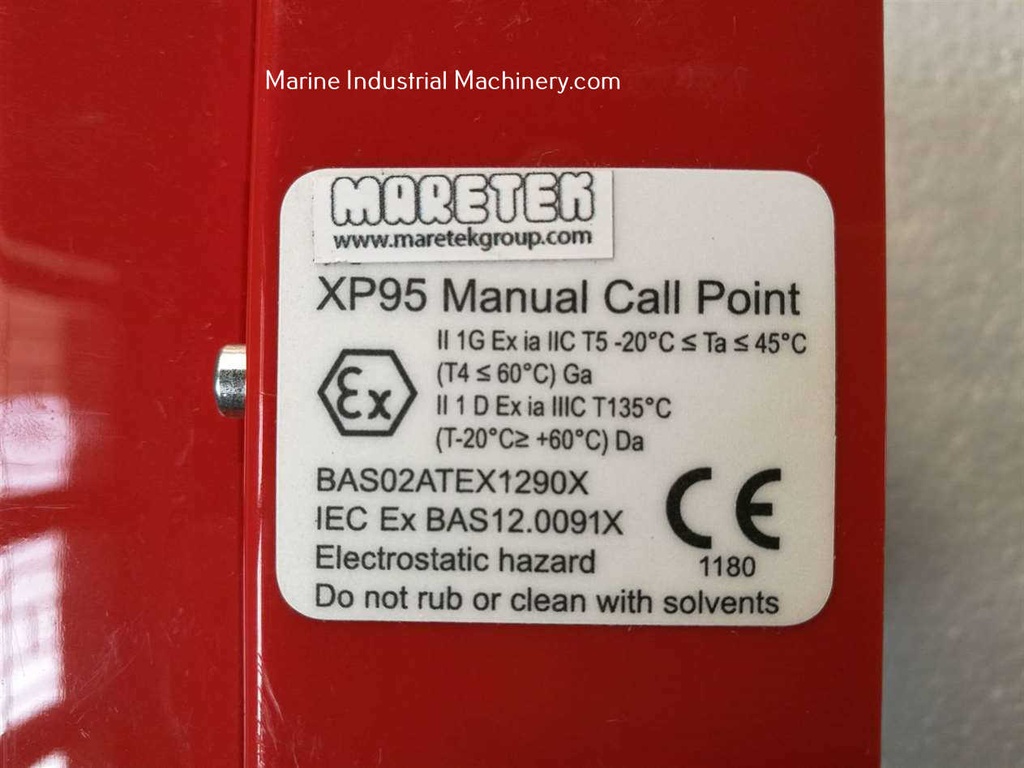 Marine Industrial Machinery.com
MARETEK
www.maretekgroup.com
XP95 Manual Call Point
II 1G Ex ia IIC T5 -20°C ≤ Ta ≤ 45°C
(T4 ≤ 60°C) Ga
Ex
II 1 D Ex ia IIIC T135°C
(T-20°C≥ +60°C) Da
BAS02ATEX1290X
CE
IEC Ex BAS12.0091X
Electrostatic hazard
1180
Do not rub or clean with solvents